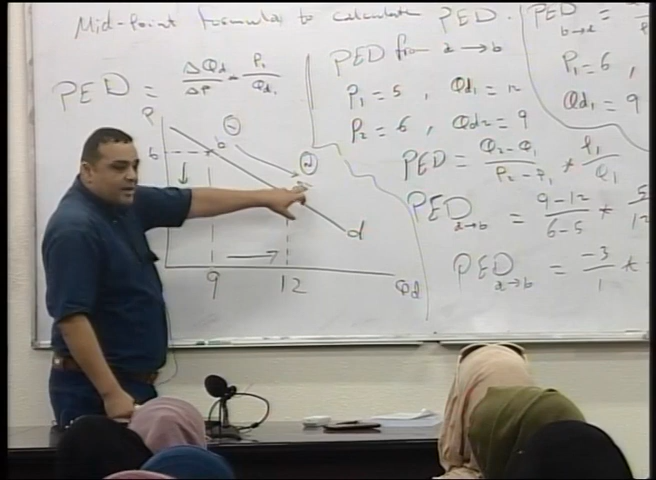 Mid-Point formula to calculate PED.
PED = ΔQd / ΔP * P1 / Qd1
P
6
b
9
12
d
Qd
PED from a → b
P1 = 5 , Qd1 = 12
P2 = 6 , Qd2 = 9
PED = Q2 - Q1 / P2 - P1 * P1 / Q1
PED a→b = 9-12 / 6-5 * 5 / 12
PED a→b = -3 / 1 *
PED b→a =
P1 = 6 ,
Qd1 = 9